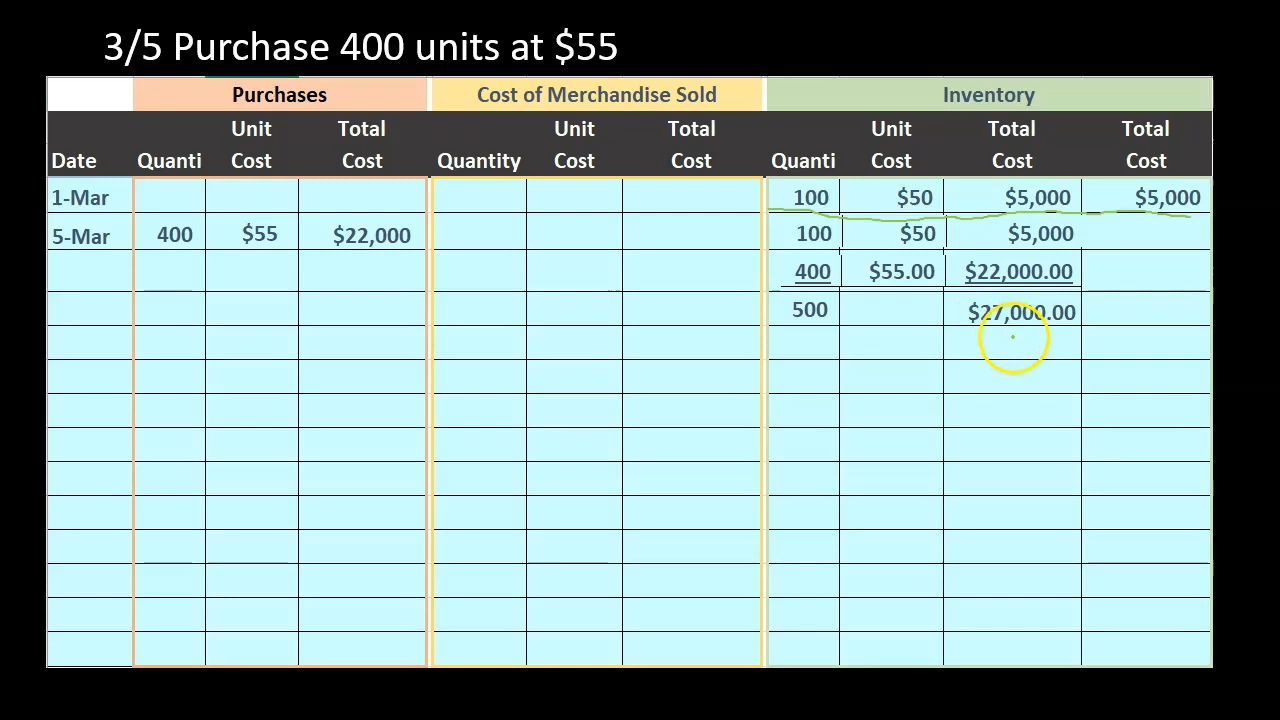 3/5 Purchase 400 units at $55
Purchases Cost of Merchandise Sold Inventory
Unit Total Unit Total Unit Total Total
Date Quanti Cost Cost Quantity Cost Cost Quanti Cost Cost Cost
1-Mar 100 $50 $5,000 $5,000
5-Mar 400 $55 $22,000 100 $50 $5,000
400 $55.00 $22,000.00
500 $27,000.00